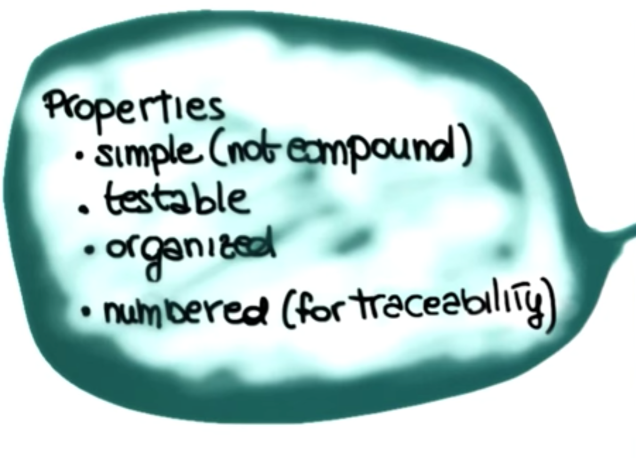 Properties
• simple (not compound)
• testable
• organized
• numbered (for traceability)